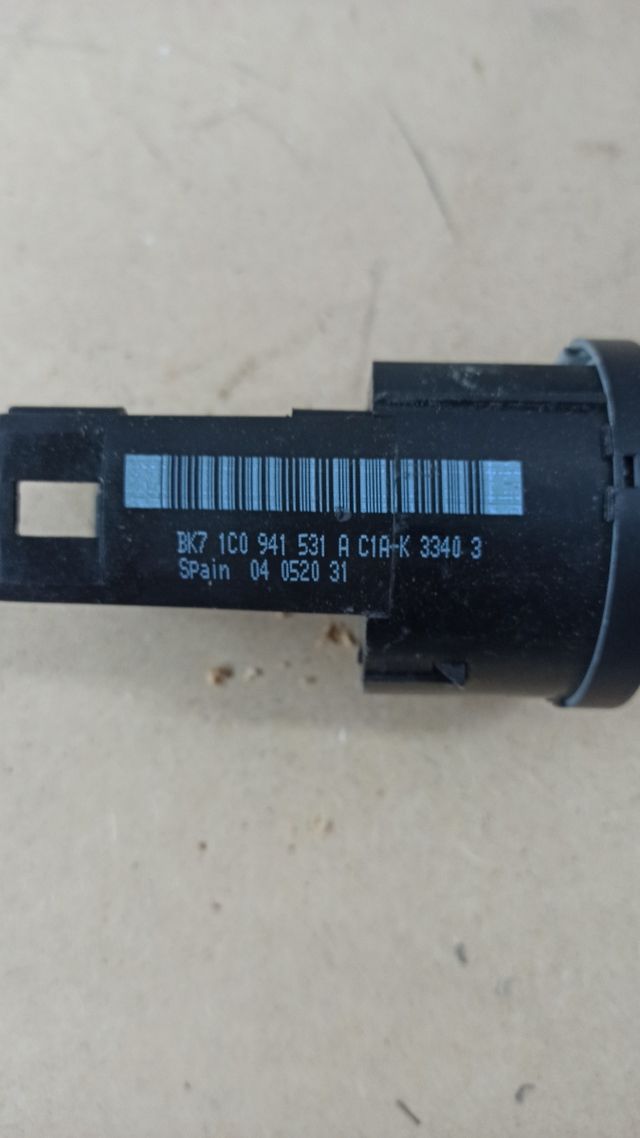 BK7 1C0 941 531 A C1A-K 3340 3
SPain 04 0520 31